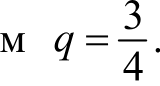 м q = 3/4.